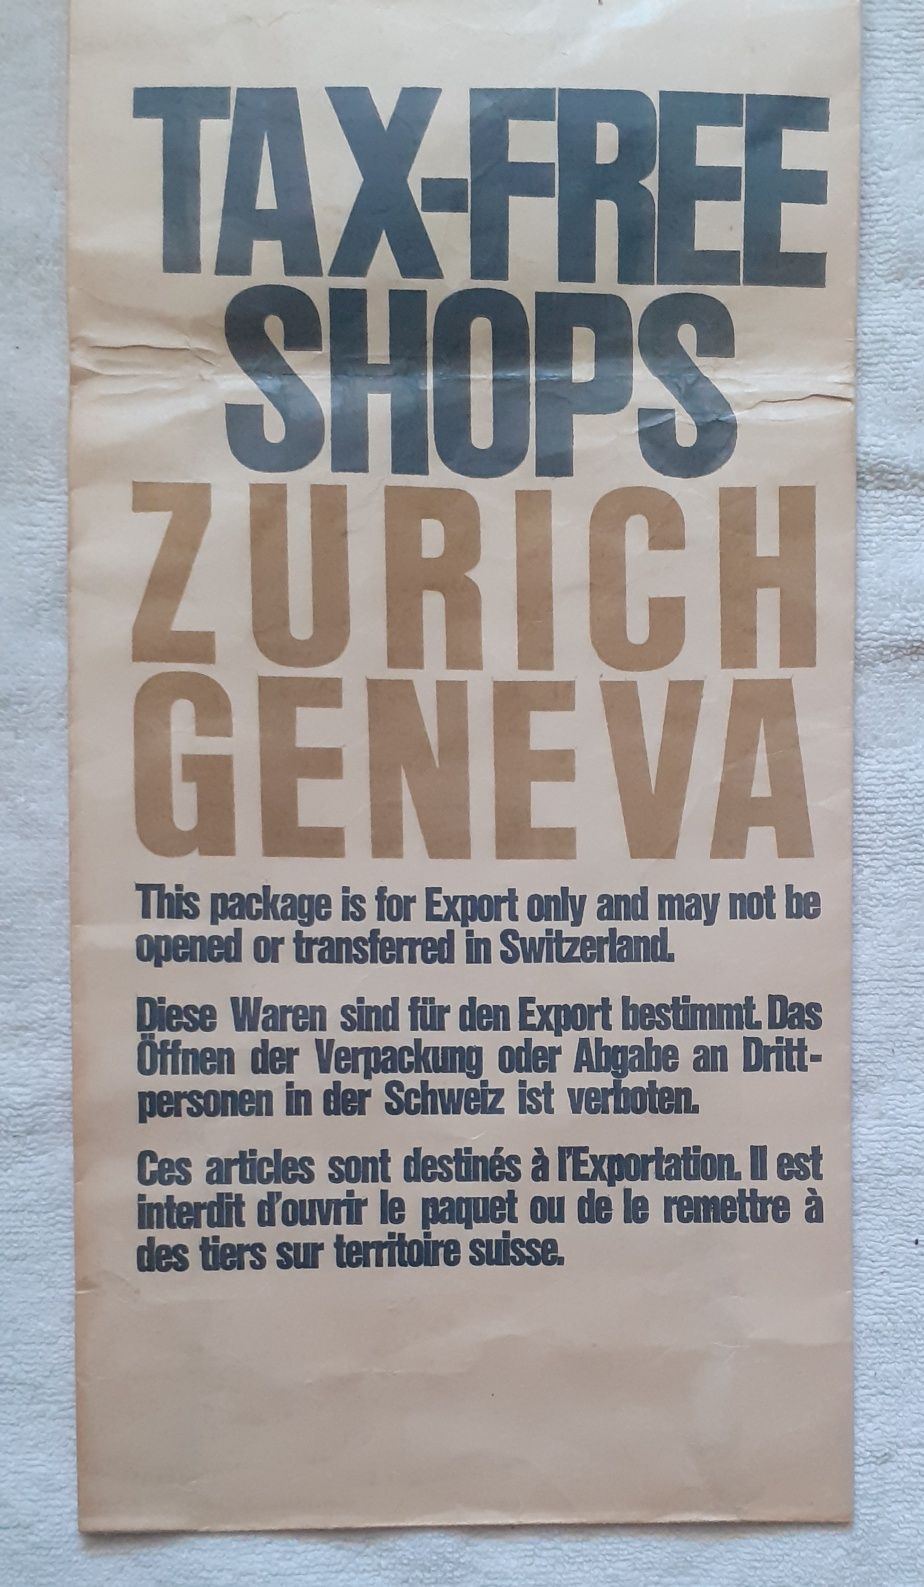 TAX-FREE
SHOPS
ZURICH
GENEVA
This package is for Export only and may not be
opened or transferred in Switzerland.
Diese Waren sind für den Export bestimmt. Das
Öffnen der Verpackung oder Abgabe an Dritt-
personen in der Schweiz ist verboten.
Ces articles sont destinés à l'Exportation. Il est
interdit d'ouvrir le paquet ou de le remettre à
des tiers sur territoire suisse.